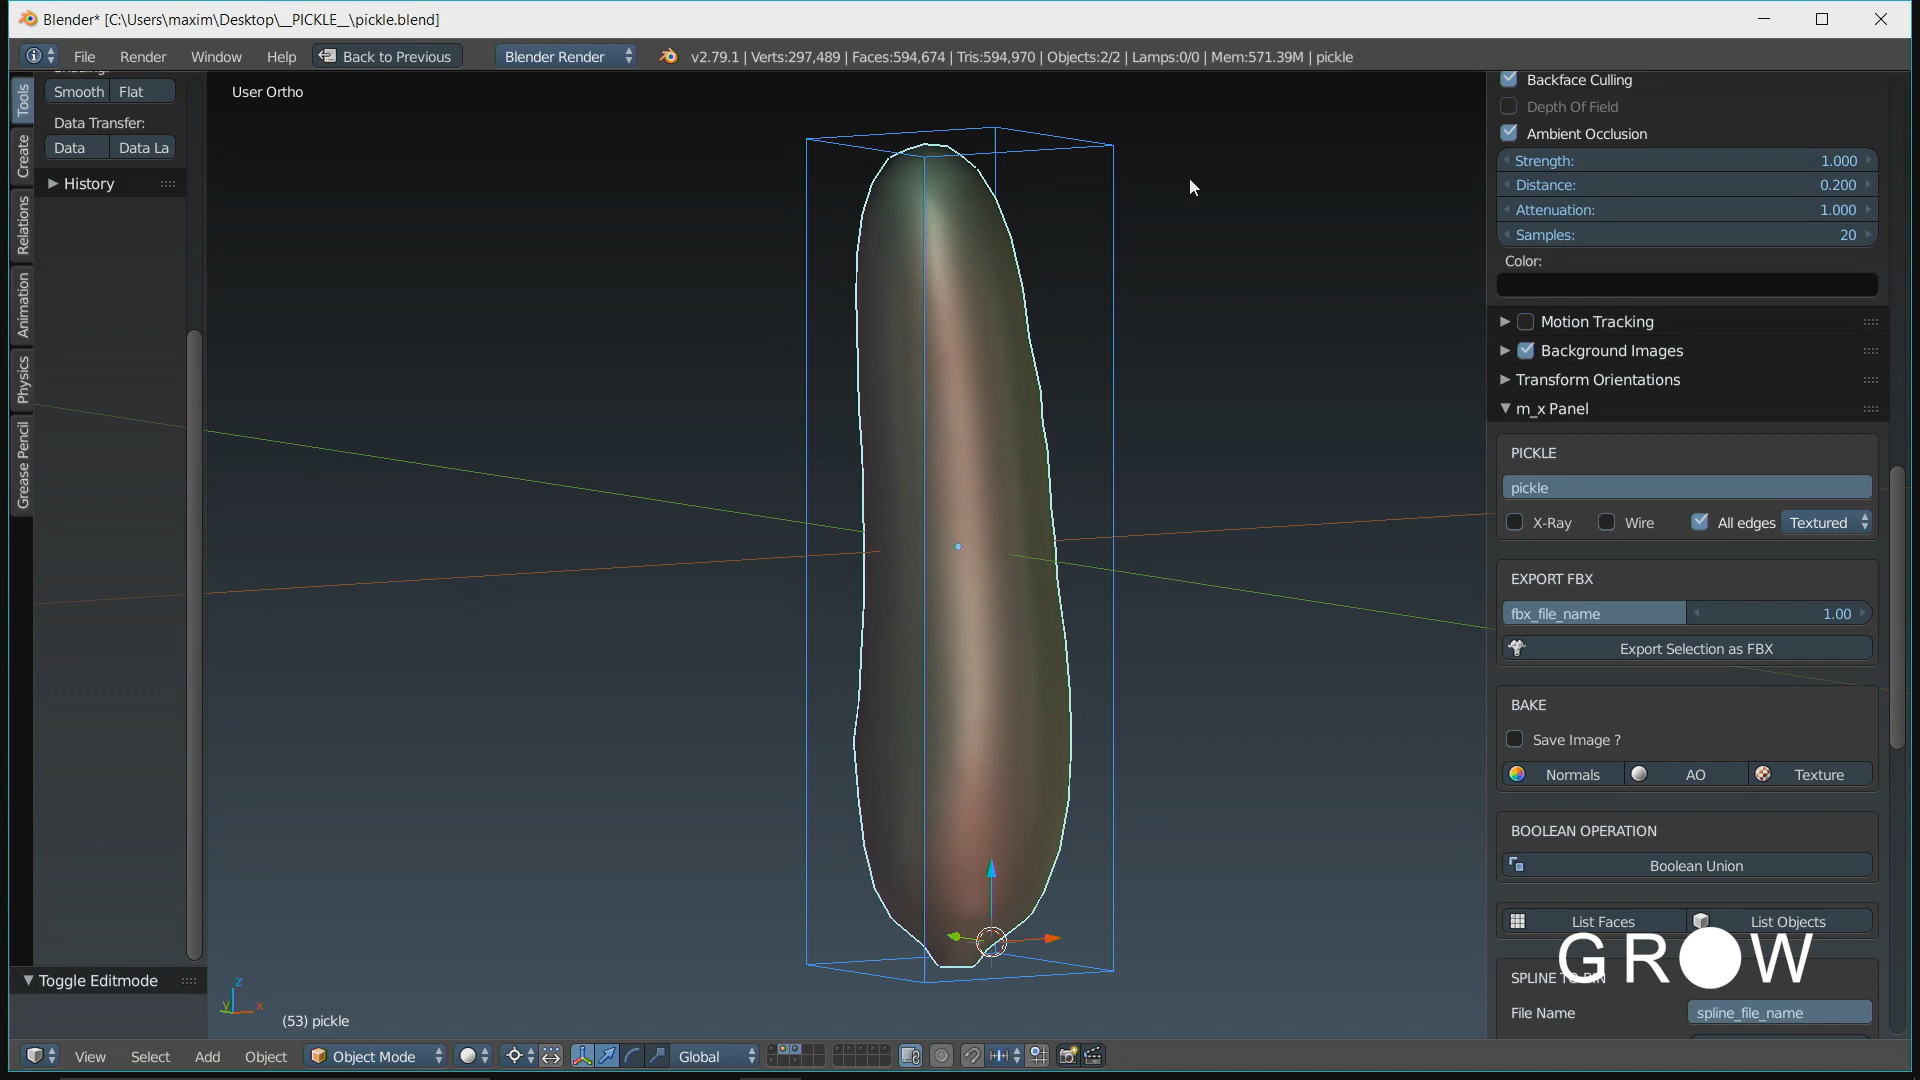 Blender* [C:\Users\maxim\Desktop\__PICKLE__\pickle.blend]
File Render Window Help Back to Previous Blender Render v2.79.1 | Verts:297,489 | Faces:594,674 | Tris:594,970 | Objects:2/2 | Lamps:0/0 | Mem:571.39M | pickle
Smooth Flat
Data Transfer:
Data Data La
History
Tools
Create
Relations
Animation
Physics
Grease Pencil
Toggle Editmode
User Ortho
z
y x
(53) pickle
Backface Culling
Depth Of Field
Ambient Occlusion
Strength: 1.000
Distance: 0.200
Attenuation: 1.000
Samples: 20
Color:
Motion Tracking
Background Images
Transform Orientations
m_x Panel
PICKLE
pickle
X-Ray Wire All edges Textured
EXPORT FBX
fbx_file_name 1.00
Export Selection as FBX
BAKE
Save Image ?
Normals AO Texture
BOOLEAN OPERATION
Boolean Union
List Faces List Objects
GROW
SPLINE TO BIN
File Name spline_file_name
View Select Add Object Object Mode Global